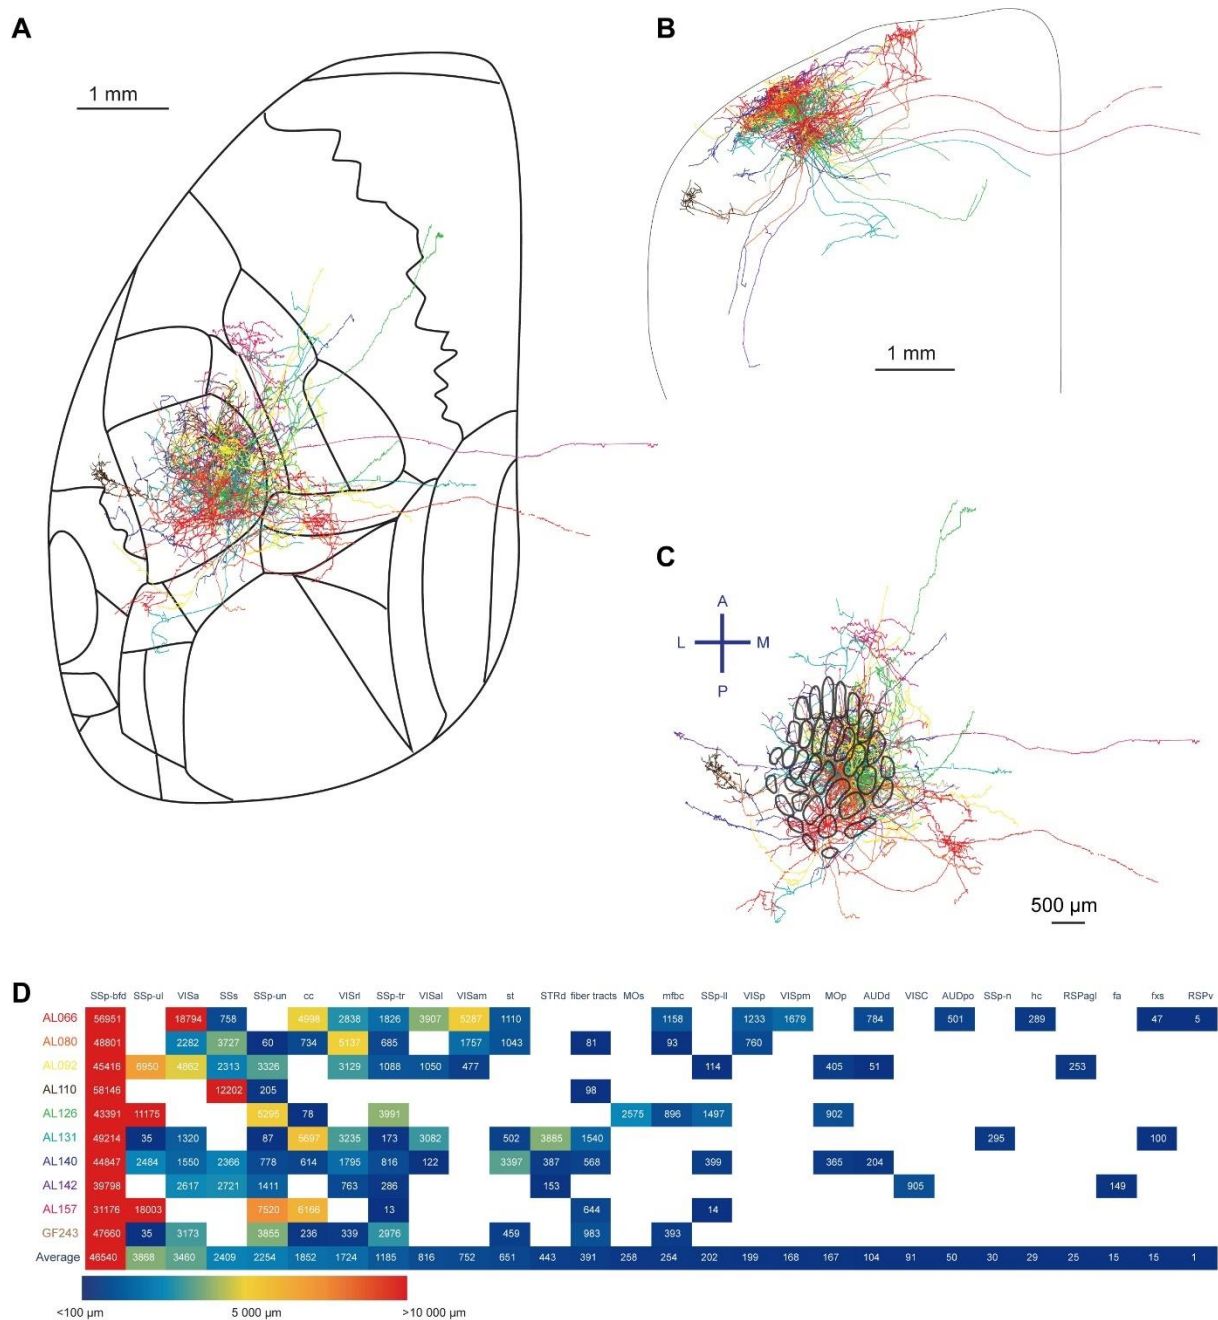 A
1 mm
B
1 mm
C
A
L M
P
500 µm
D
SSp-bfd SSp-ul VISa SSs SSp-un cc VISrl SSp-tr VISal VISam st STRd fiber tracts MOs mfbc SSp-ll VISp VISpm MOp AUDd VISC AUDpo SSp-n hc RSPagl fa fxs RSPv
AL066 56951 18794 758 4998 2838 1826 3907 5287 1110 1158 1233 1679 784 501 289 47 5
AL080 48801 2282 3727 60 734 5137 685 1757 1043 81 93 760
AL092 45416 6950 4862 2313 3326 3129 1088 1050 477 114 405 51 253
AL110 58146 12202 205 98
AL126 43391 11175 5295 78 3991 2575 896 1497 902
AL131 49214 35 1320 87 5697 3235 173 3082 502 3885 1540 295 100
AL140 44847 2484 1550 2366 778 614 1795 816 122 3397 387 568 399 365 204
AL142 39798 2617 2721 1411 763 286 153 905 149
AL157 31176 18003 7520 6166 13 644 14
GF243 47660 35 3173 3855 236 339 2976 459 983 393
Average 46540 3868 3460 2409 2254 1852 1724 1185 816 752 651 443 391 258 254 202 199 168 167 104 91 50 30 29 25 15 15 1
<100 µm 5 000 µm >10 000 µm